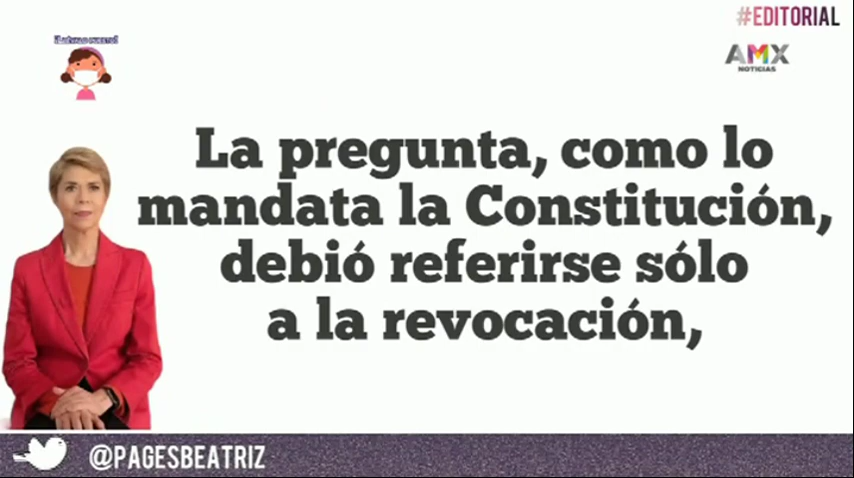 #EDITORIAL
AMX
NOTICIAS
La pregunta, como lo
mandata la Constitución,
debió referirse sólo
a la revocación,
@PAGESBEATRIZ